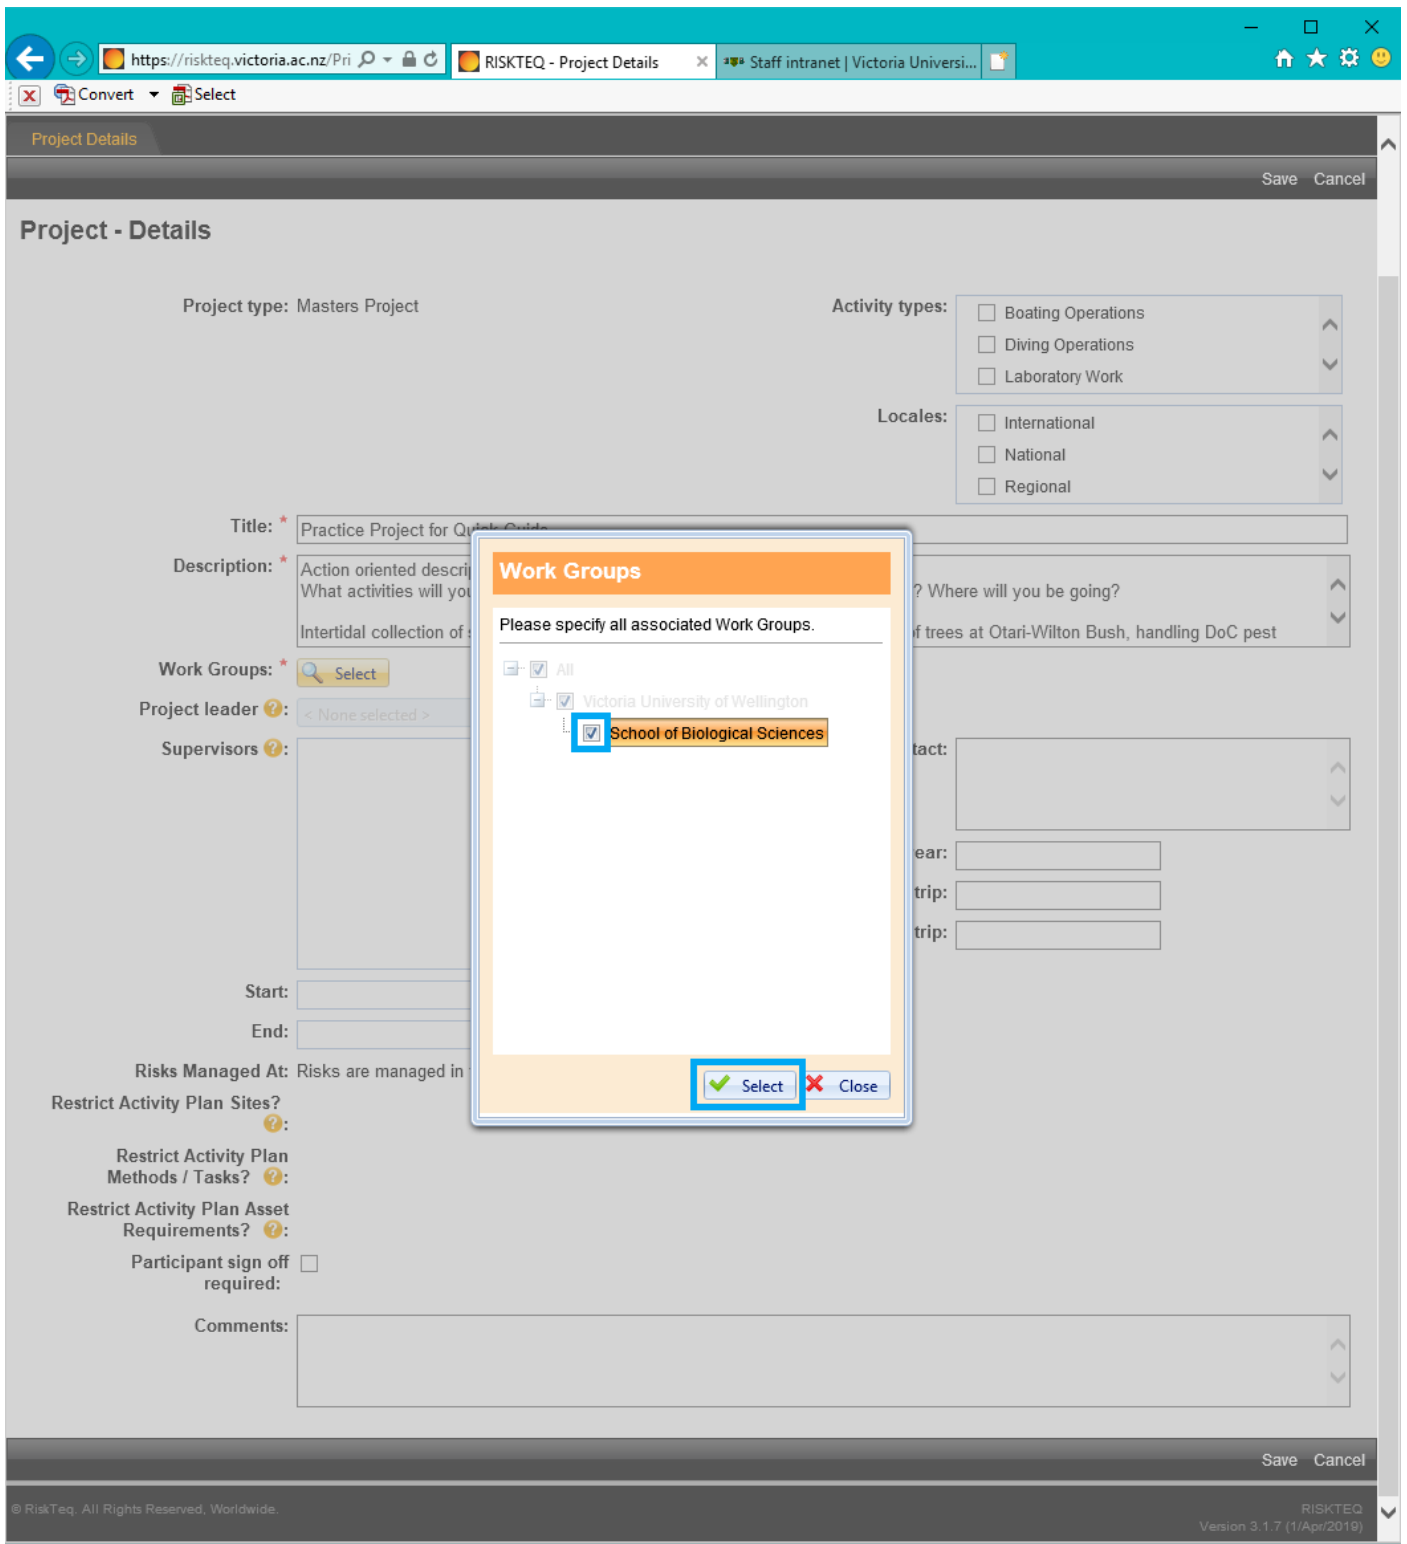 https://riskteq.victoria.ac.nz/Pri
RISKTEQ - Project Details
Staff intranet | Victoria Universi...
Convert
Select
Project Details
Save Cancel
Project - Details
Project type: Masters Project
Activity types:
Boating Operations
Diving Operations
Laboratory Work
Locales:
International
National
Regional
Title: * Practice Project for Quick Guide
Description: * Action oriented descri
What activities will you ? Where will you be going?
Intertidal collection of f trees at Otari-Wilton Bush, handling DoC pest
Work Groups: * Select
Project leader ?: < None selected >
Supervisors ?:
tact:
ear:
trip:
trip:
Work Groups
Please specify all associated Work Groups.
All
Victoria University of Wellington
School of Biological Sciences
Select Close
Start:
End:
Risks Managed At: Risks are managed in
Restrict Activity Plan Sites?
?:
Restrict Activity Plan
Methods / Tasks? ?:
Restrict Activity Plan Asset
Requirements? ?:
Participant sign off
required:
Comments:
Save Cancel
© RiskTeq. All Rights Reserved, Worldwide.
RISKTEQ
Version 3.1.7 (1/Apr/2019)